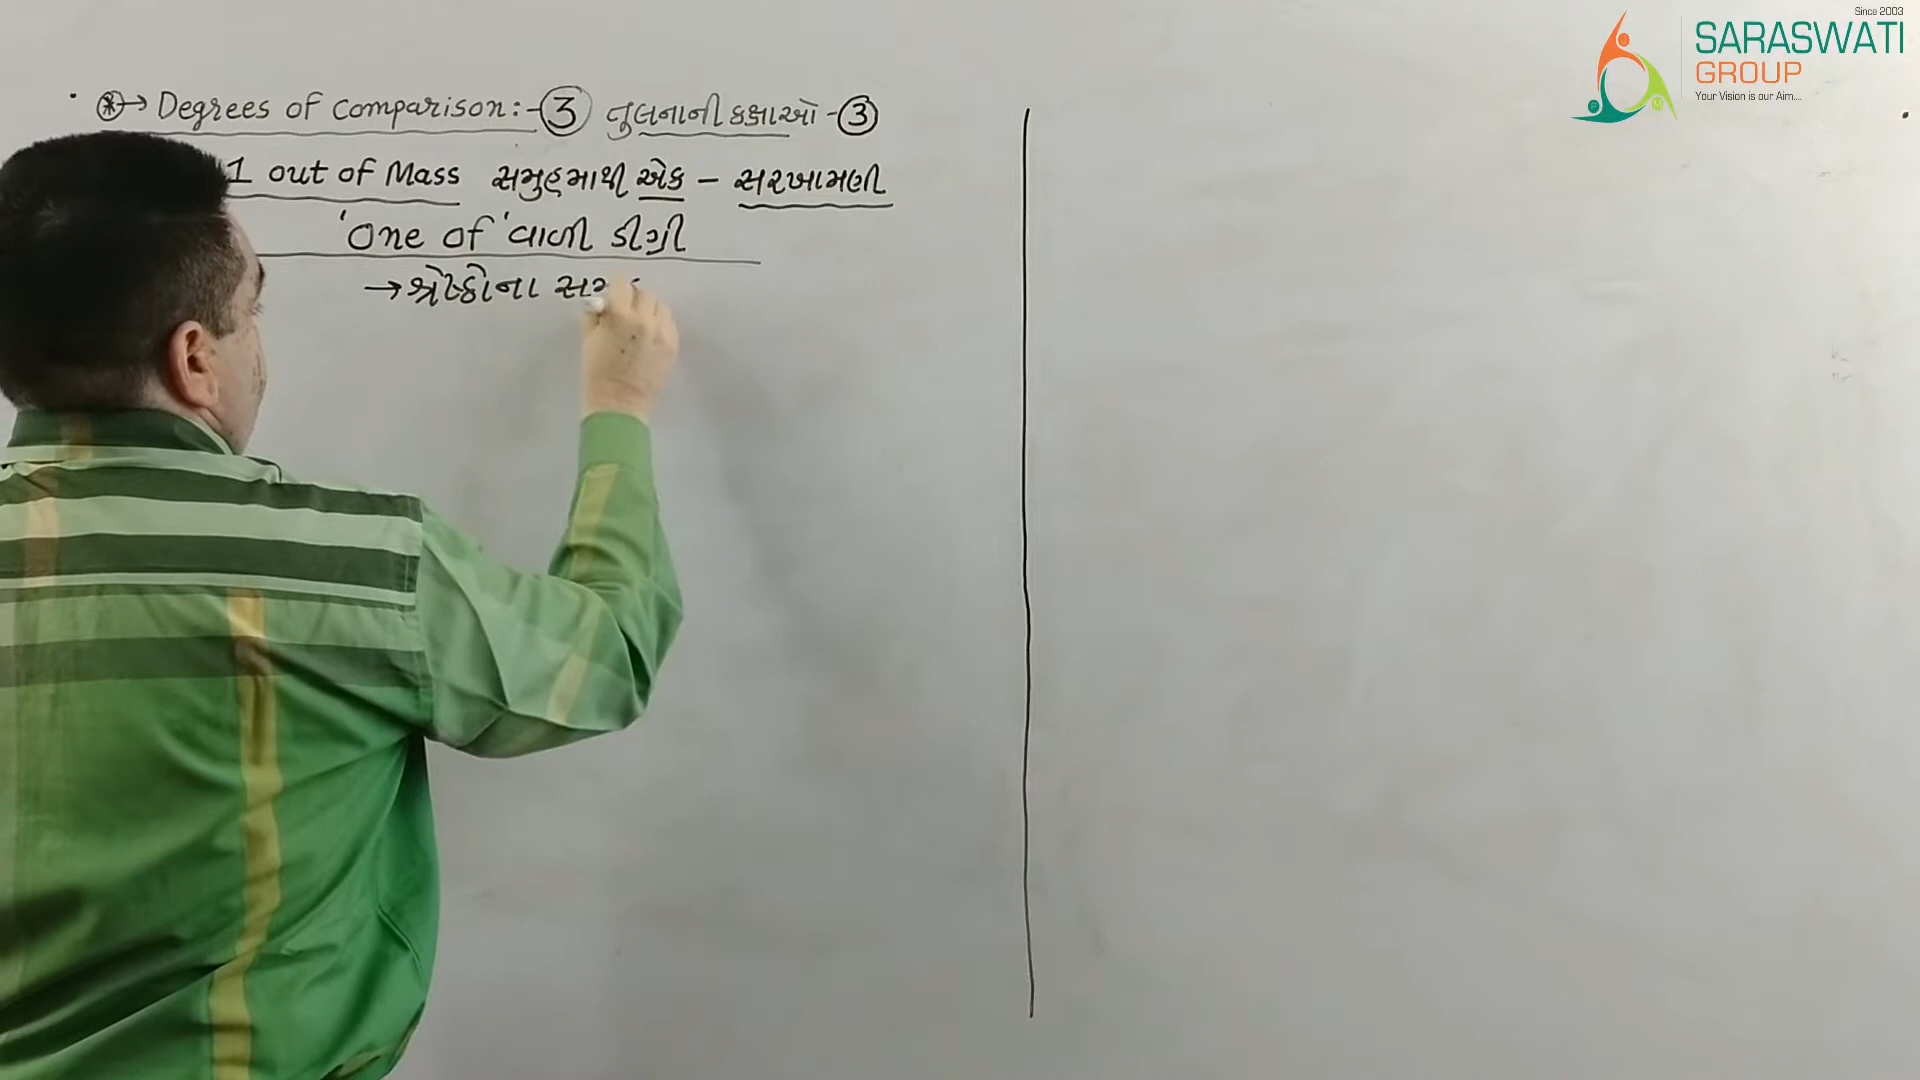 ⊛→ Degrees of Comparison:- ③ તુલનાની કક્ષાઓ - ③
1 out of Mass સમુહમાથી એક - સરખામણી
'One of' વાળી ડીગ્રી
→ શ્રેષ્ઠોના
Since 2003
SARASWATI
GROUP
Your Vision is our Aim....